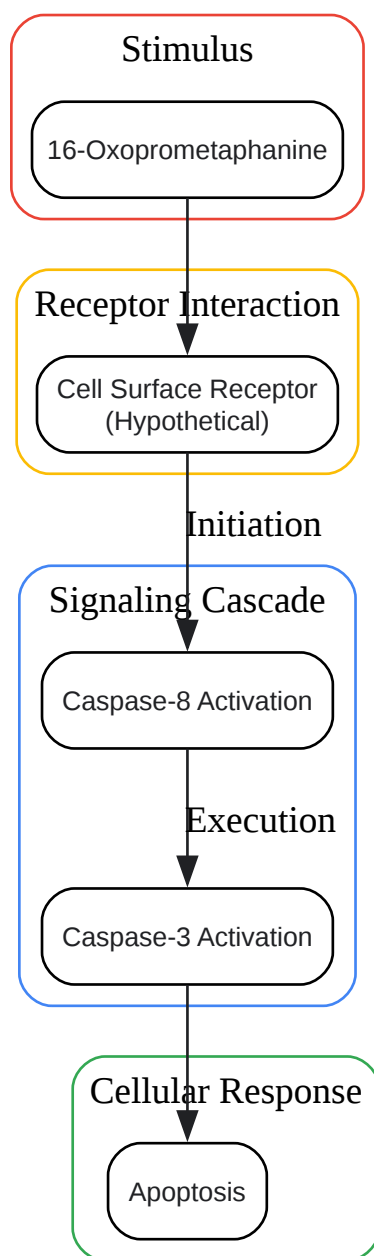 Stimulus
16-Oxoprometaphanine
Receptor Interaction
Cell Surface Receptor
(Hypothetical)
Initiation
Signaling Cascade
Caspase-8 Activation
Execution
Caspase-3 Activation
Cellular Response
Apoptosis